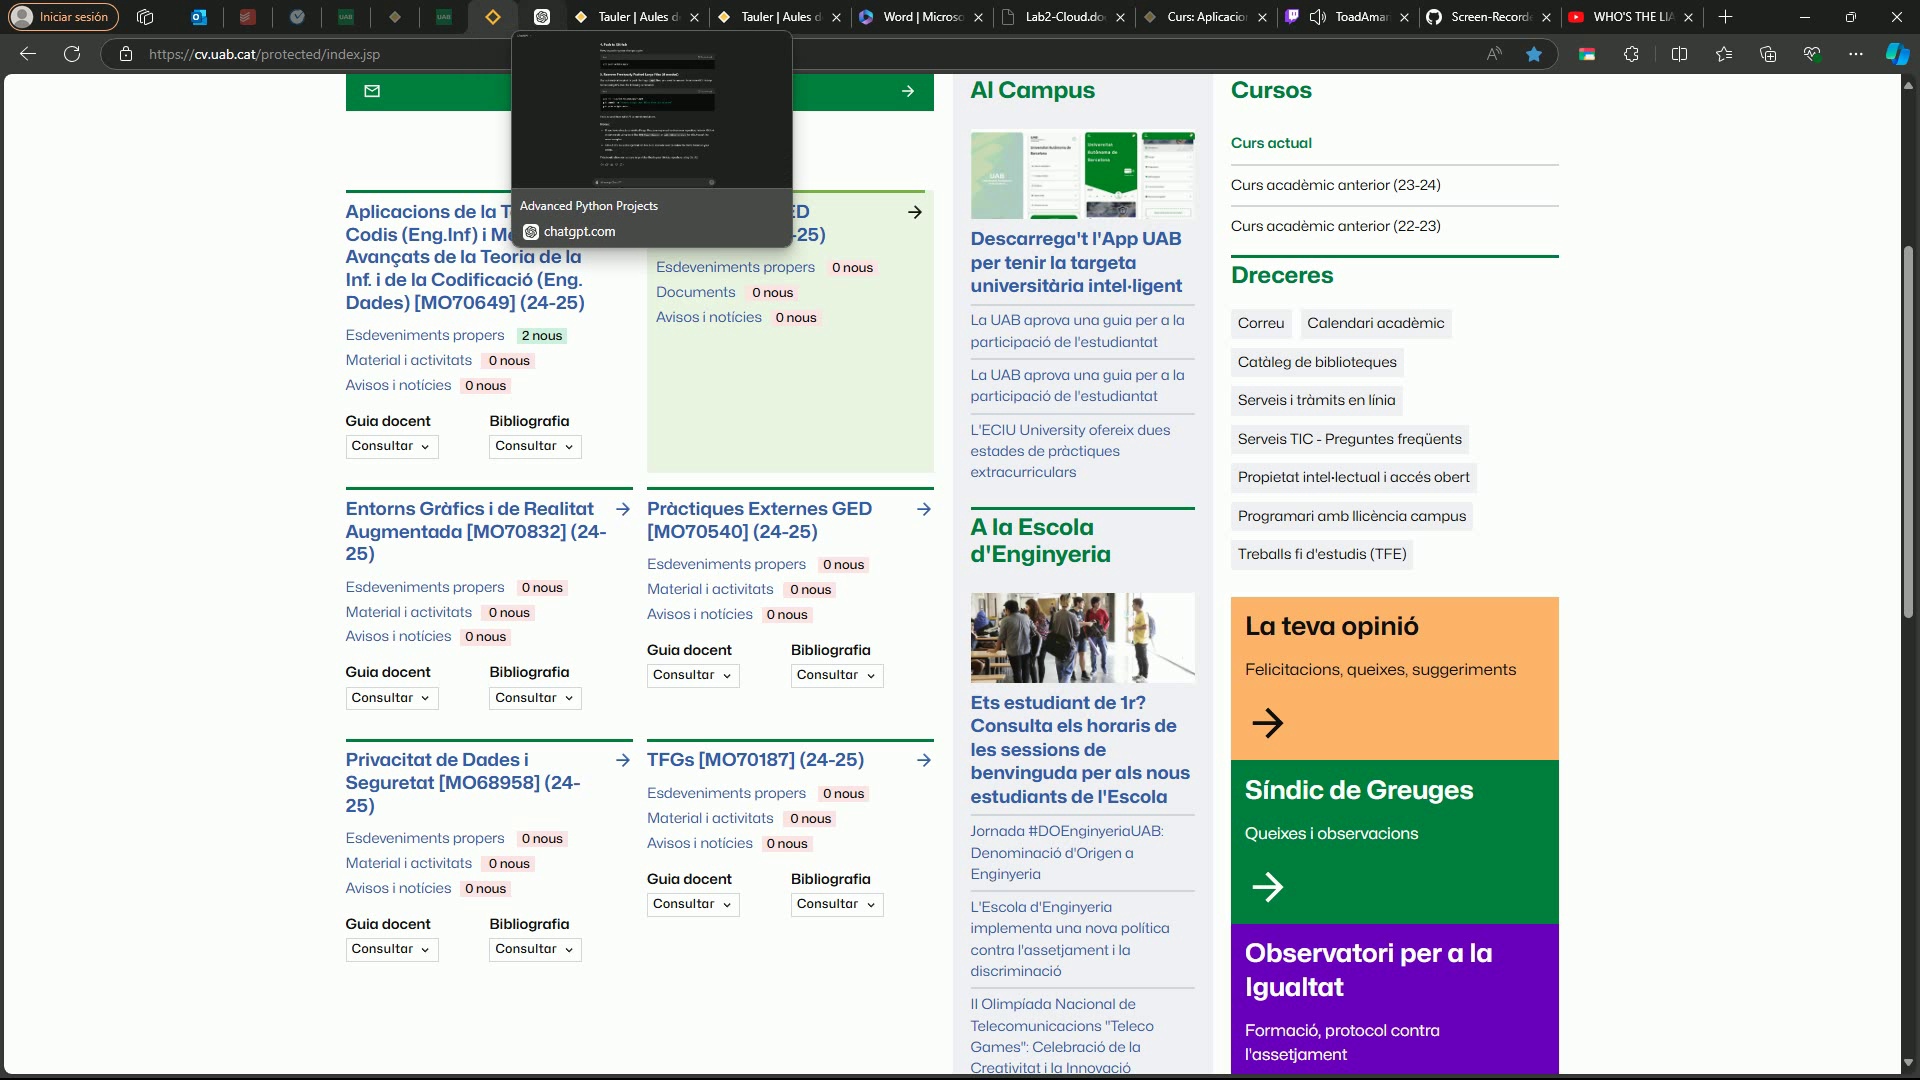 Iniciar sesión
Tauler | Aules d
Tauler | Aules d
Word | Microso
Lab2-Cloud.do
Curs: Aplicacio
ToadAmar
Screen-Record
WHO'S THE LIA
https://cv.uab.cat/protected/index.jsp
Advanced Python Projects
chatgpt.com
Aplicacions de la T
Codis (Eng.Inf) i M
Avançats de la Teoria de la
Inf. i de la Codificació (Eng.
Dades) [MO70649] (24-25)
Esdeveniments propers 2 nous
Material i activitats 0 nous
Avisos i notícies 0 nous
Guia docent Bibliografia
Consultar Consultar
ED
-25)
Esdeveniments propers 0 nous
Documents 0 nous
Avisos i notícies 0 nous
Entorns Gràfics i de Realitat
Augmentada [MO70832] (24-
25)
Esdeveniments propers 0 nous
Material i activitats 0 nous
Avisos i notícies 0 nous
Guia docent Bibliografia
Consultar Consultar
Pràctiques Externes GED
[MO70540] (24-25)
Esdeveniments propers 0 nous
Material i activitats 0 nous
Avisos i notícies 0 nous
Guia docent Bibliografia
Consultar Consultar
Privacitat de Dades i
Seguretat [MO68958] (24-
25)
Esdeveniments propers 0 nous
Material i activitats 0 nous
Avisos i notícies 0 nous
Guia docent Bibliografia
Consultar Consultar
TFGs [MO70187] (24-25)
Esdeveniments propers 0 nous
Material i activitats 0 nous
Avisos i notícies 0 nous
Guia docent Bibliografia
Consultar Consultar
Al Campus
Descarrega't l'App UAB
per tenir la targeta
universitària intel·ligent
La UAB aprova una guia per a la
participació de l'estudiantat
La UAB aprova una guia per a la
participació de l'estudiantat
L'ECIU University ofereix dues
estades de pràctiques
extracurriculars
A la Escola
d'Enginyeria
Ets estudiant de 1r?
Consulta els horaris de
les sessions de
benvinguda per als nous
estudiants de l'Escola
Jornada #DOEnginyeriaUAB:
Denominació d'Origen a
Enginyeria
L'Escola d'Enginyeria
implementa una nova política
contra l'assetjament i la
discriminació
II Olimpíada Nacional de
Telecomunicacions "Teleco
Games": Celebració de la
Creativitat i la Innovació
Cursos
Curs actual
Curs acadèmic anterior (23-24)
Curs acadèmic anterior (22-23)
Dreceres
Correu Calendari acadèmic
Catàleg de biblioteques
Serveis i tràmits en línia
Serveis TIC - Preguntes freqüents
Propietat intel·lectual i accés obert
Programari amb llicència campus
Treballs fi d'estudis (TFE)
La teva opinió
Felicitacions, queixes, suggeriments
Síndic de Greuges
Queixes i observacions
Observatori per a la
Igualtat
Formació, protocol contra
l'assetjament